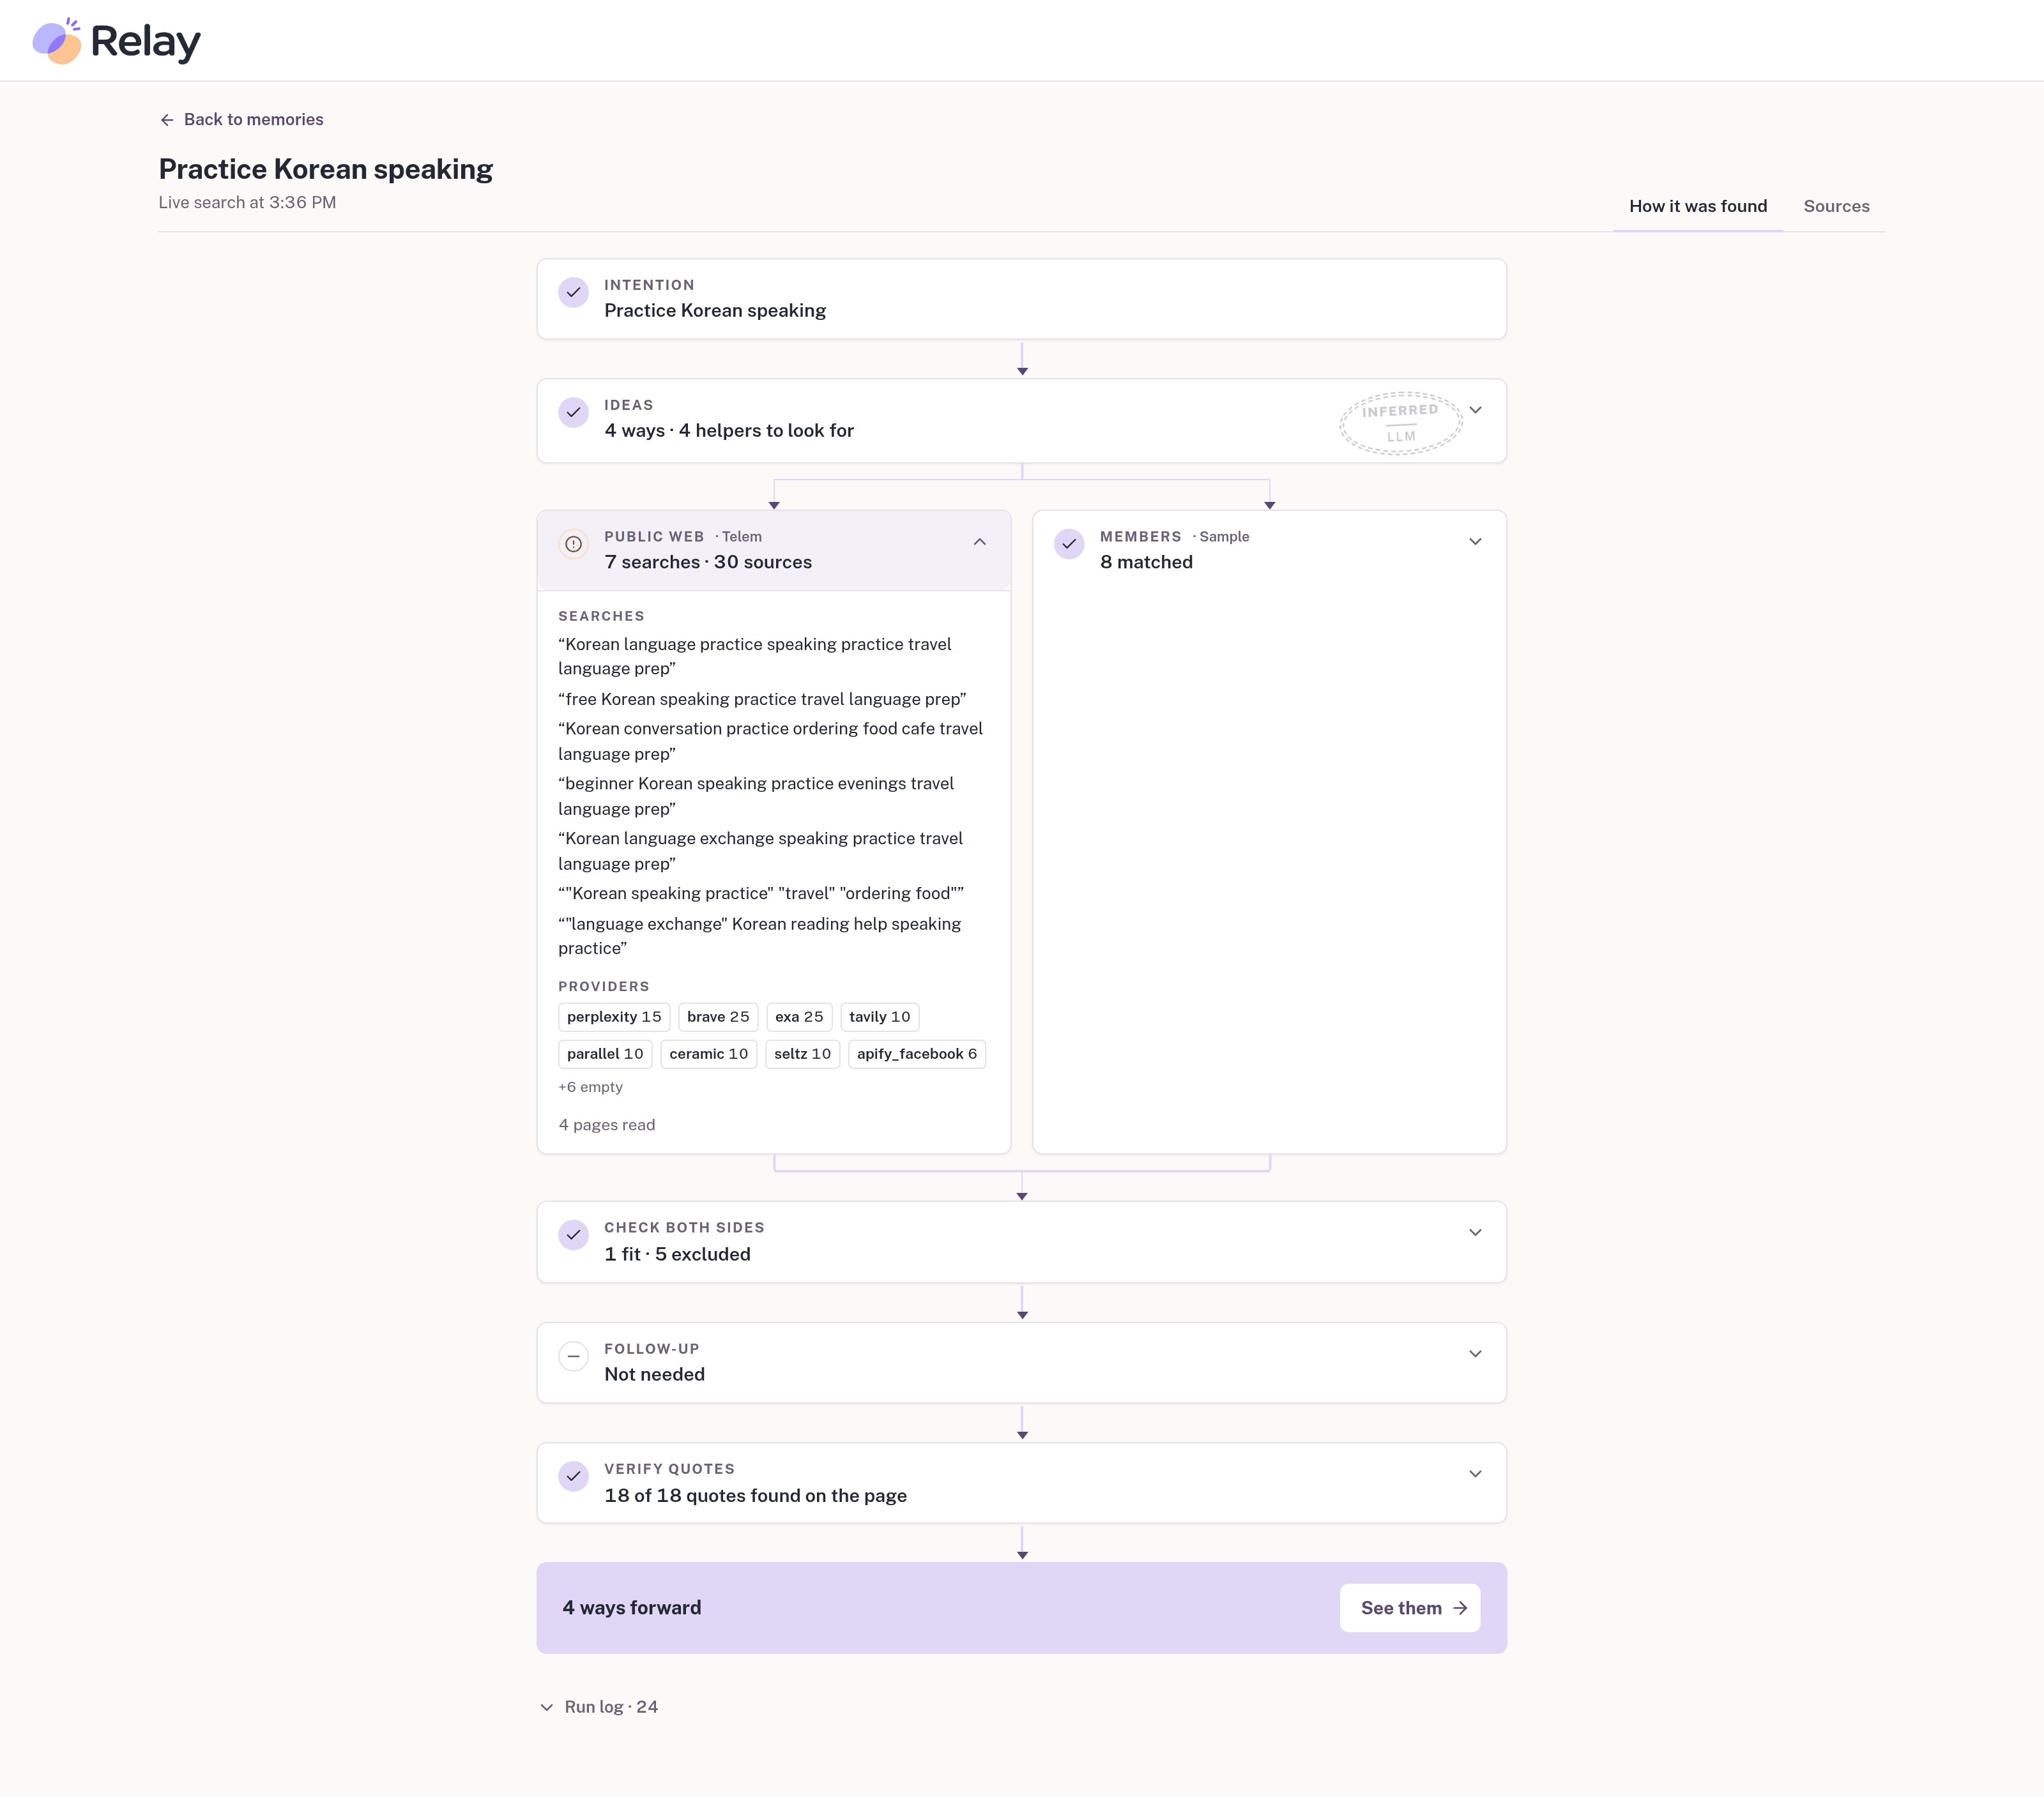 Relay
Back to memories
Practice Korean speaking
Live search at 3:36 PM
How it was found
Sources
INTENTION
Practice Korean speaking
IDEAS
4 ways · 4 helpers to look for
INFERRED
LLM
PUBLIC WEB · Telem
7 searches · 30 sources
SEARCHES
“Korean language practice speaking practice travel
language prep”
“free Korean speaking practice travel language prep”
“Korean conversation practice ordering food cafe travel
language prep”
“beginner Korean speaking practice evenings travel
language prep”
“Korean language exchange speaking practice travel
language prep”
“"Korean speaking practice" "travel" "ordering food"”
“"language exchange" Korean reading help speaking
practice”
PROVIDERS
perplexity 15 brave 25 exa 25 tavily 10
parallel 10 ceramic 10 seltz 10 apify_facebook 6
+6 empty
4 pages read
MEMBERS · Sample
8 matched
CHECK BOTH SIDES
1 fit · 5 excluded
FOLLOW-UP
Not needed
VERIFY QUOTES
18 of 18 quotes found on the page
4 ways forward
See them
Run log · 24